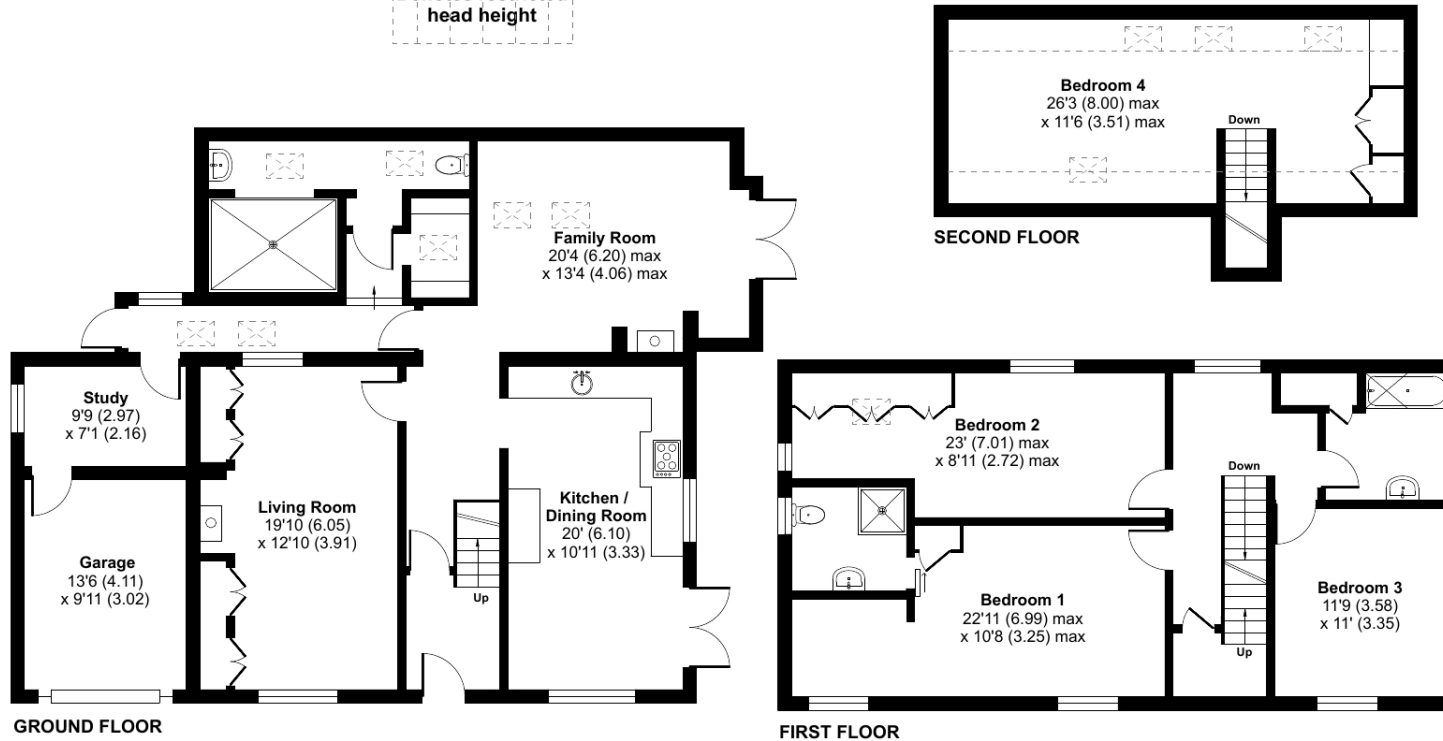 head height
Bedroom 4
26'3 (8.00) max
x 11'6 (3.51) max
Down
SECOND FLOOR
Family Room
20'4 (6.20) max
x 13'4 (4.06) max
Study
9'9 (2.97)
x 7'1 (2.16)
Living Room
19'10 (6.05)
x 12'10 (3.91)
Kitchen /
Dining Room
20' (6.10)
x 10'11 (3.33)
Garage
13'6 (4.11)
x 9'11 (3.02)
Up
GROUND FLOOR
Bedroom 2
23' (7.01) max
x 8'11 (2.72) max
Down
Bedroom 1
22'11 (6.99) max
x 10'8 (3.25) max
Bedroom 3
11'9 (3.58)
x 11' (3.35)
Up
FIRST FLOOR